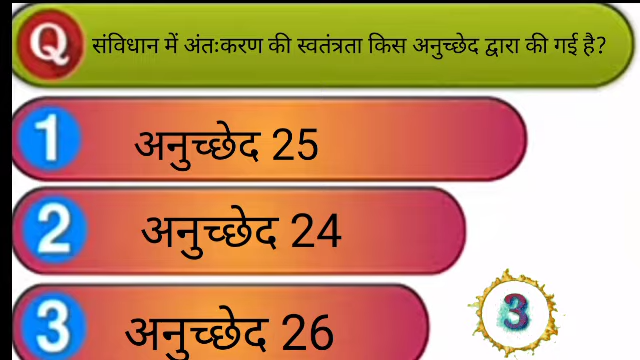 Q संविधान में अंतःकरण की स्वतंत्रता किस अनुच्छेद द्वारा की गई है?
1 अनुच्छेद 25
2 अनुच्छेद 24
3 अनुच्छेद 26
3